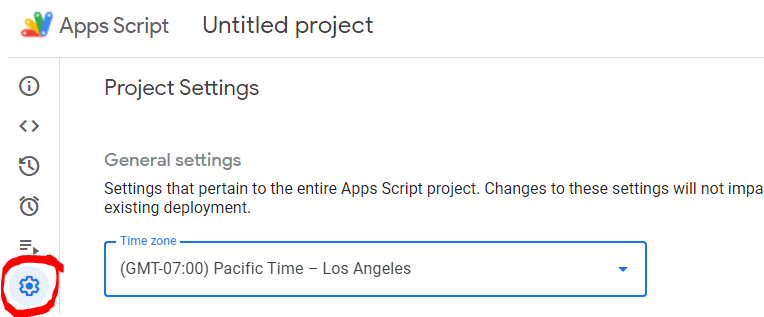 Apps Script Untitled project
Project Settings
General settings
Settings that pertain to the entire Apps Script project. Changes to these settings will not impa
existing deployment.
Time zone
(GMT-07:00) Pacific Time – Los Angeles